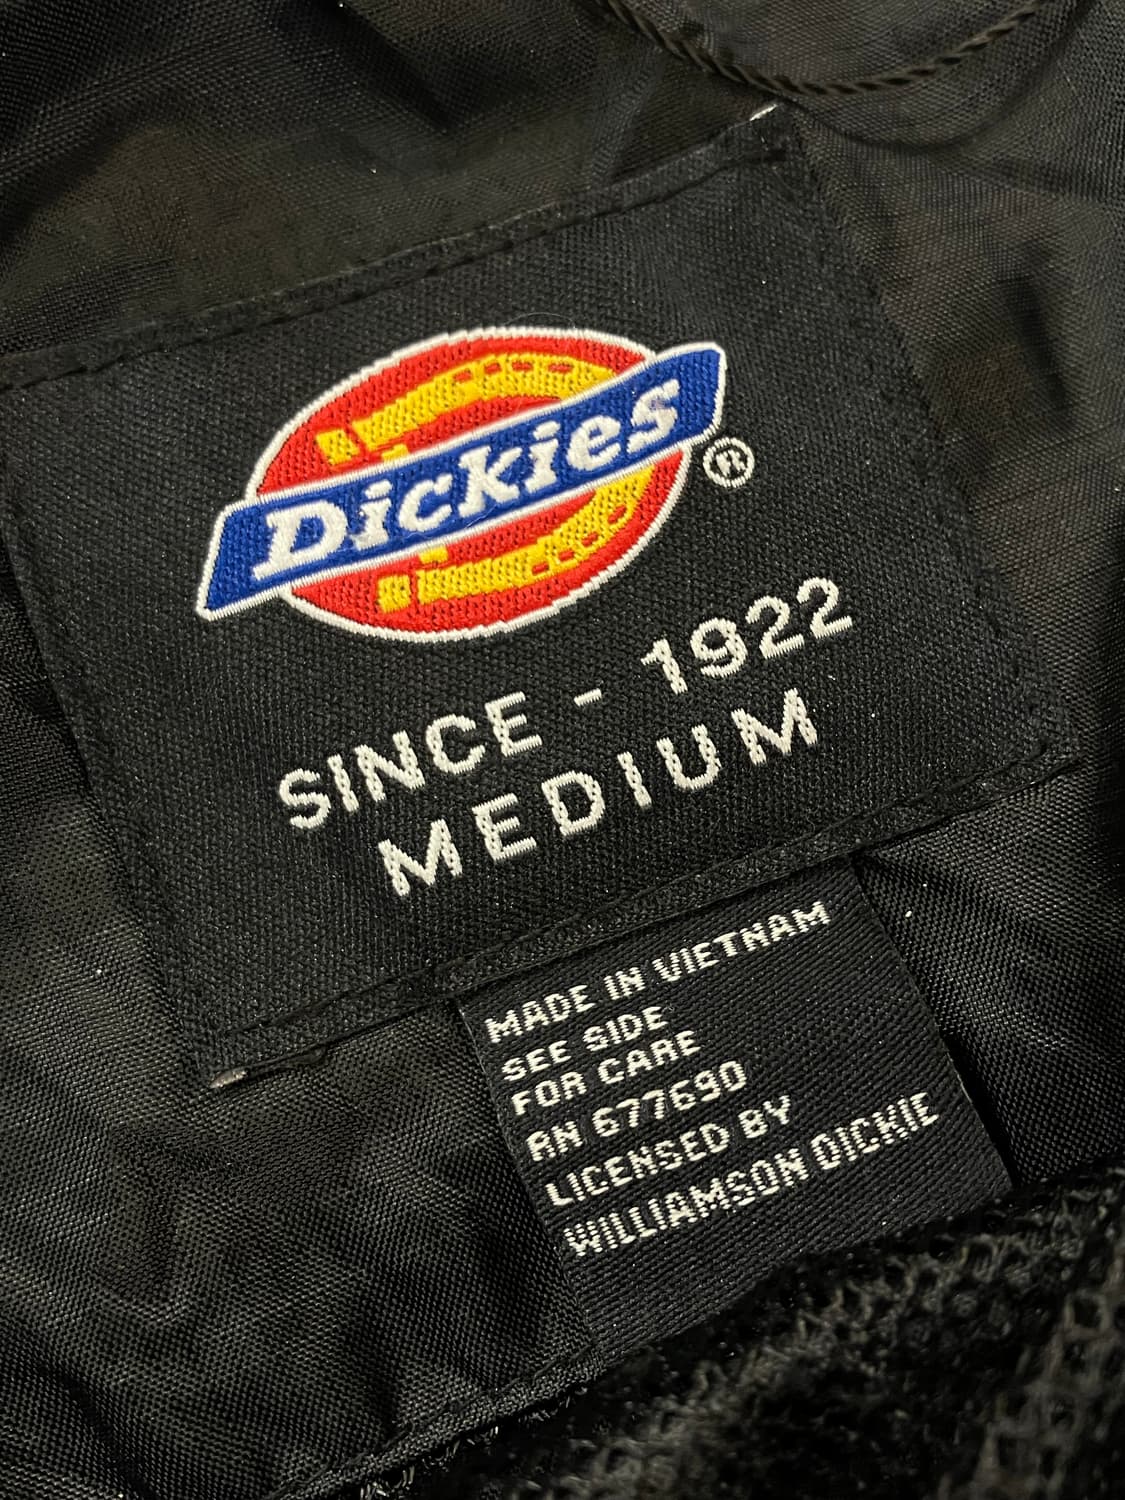 Dickies®
SINCE - 1922
MEDIUM
MADE IN VIETNAM
SEE SIDE
FOR CARE
RN 677690
LICENSED BY
WILLIAMSON DICKIE